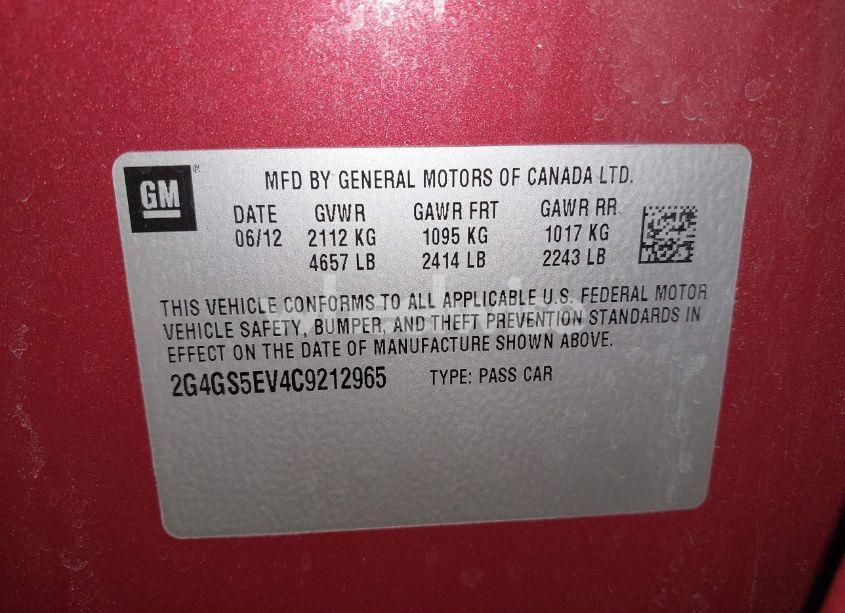 GM
MFD BY GENERAL MOTORS OF CANADA LTD.
DATE GVWR GAWR FRT GAWR RR
06/12 2112 KG 1095 KG 1017 KG
4657 LB 2414 LB 2243 LB
THIS VEHICLE CONFORMS TO ALL APPLICABLE U.S. FEDERAL MOTOR
VEHICLE SAFETY, BUMPER, AND THEFT PREVENTION STANDARDS IN
EFFECT ON THE DATE OF MANUFACTURE SHOWN ABOVE.
2G4GS5EV4C9212965 TYPE: PASS CAR